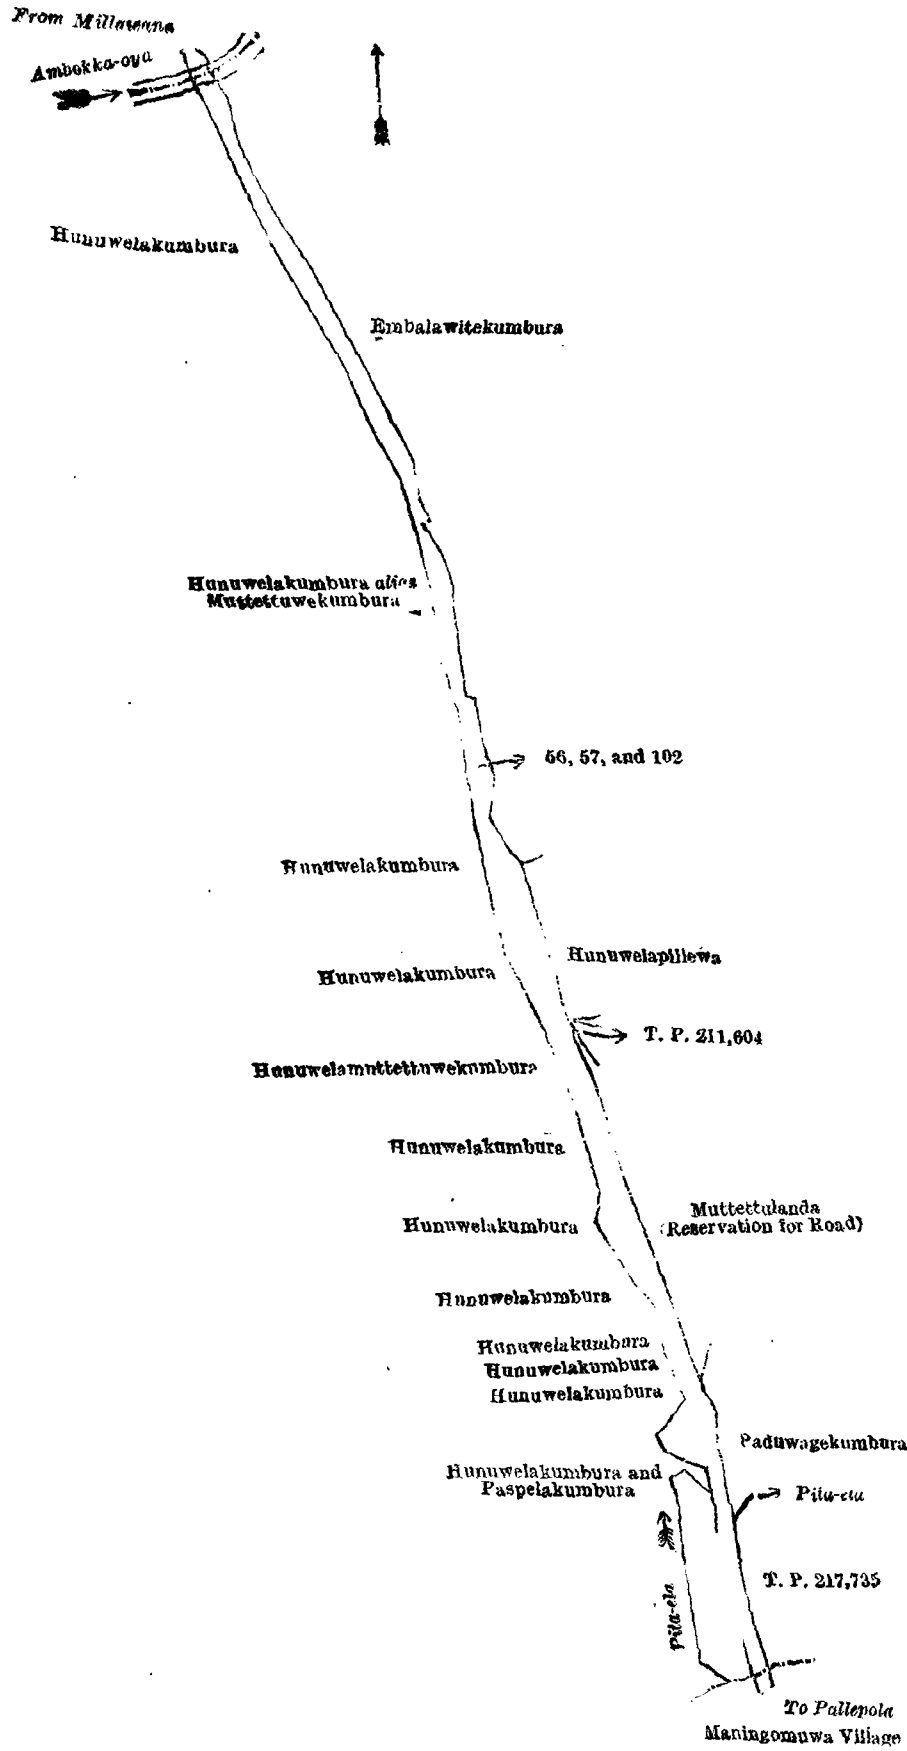 From Millawana
Ambokka-oya
Hunuwelakumbura
Embalawitekumbura
Hunuwelakumbura alias
Muttettuwekumbura
56, 57, and 102
Hunuwelakumbura
Hunuwelapillewa
Hunuwelakumbura
T. P. 211,604
Hunuwelamuttettuwekumbura
Hunuwelakumbura
Muttettulanda
(Reservation for Road)
Hunuwelakumbura
Hunuwelakumbura
Hunuwelakumbura
Hunuwelakumbura
Hunuwelakumbura
Paduwagekumbura
Hunuwelakumbura and
Paspelakumbura
Pita-ela
T. P. 217,735
Pita-ela
To Pallepola
Maningomuwa Village